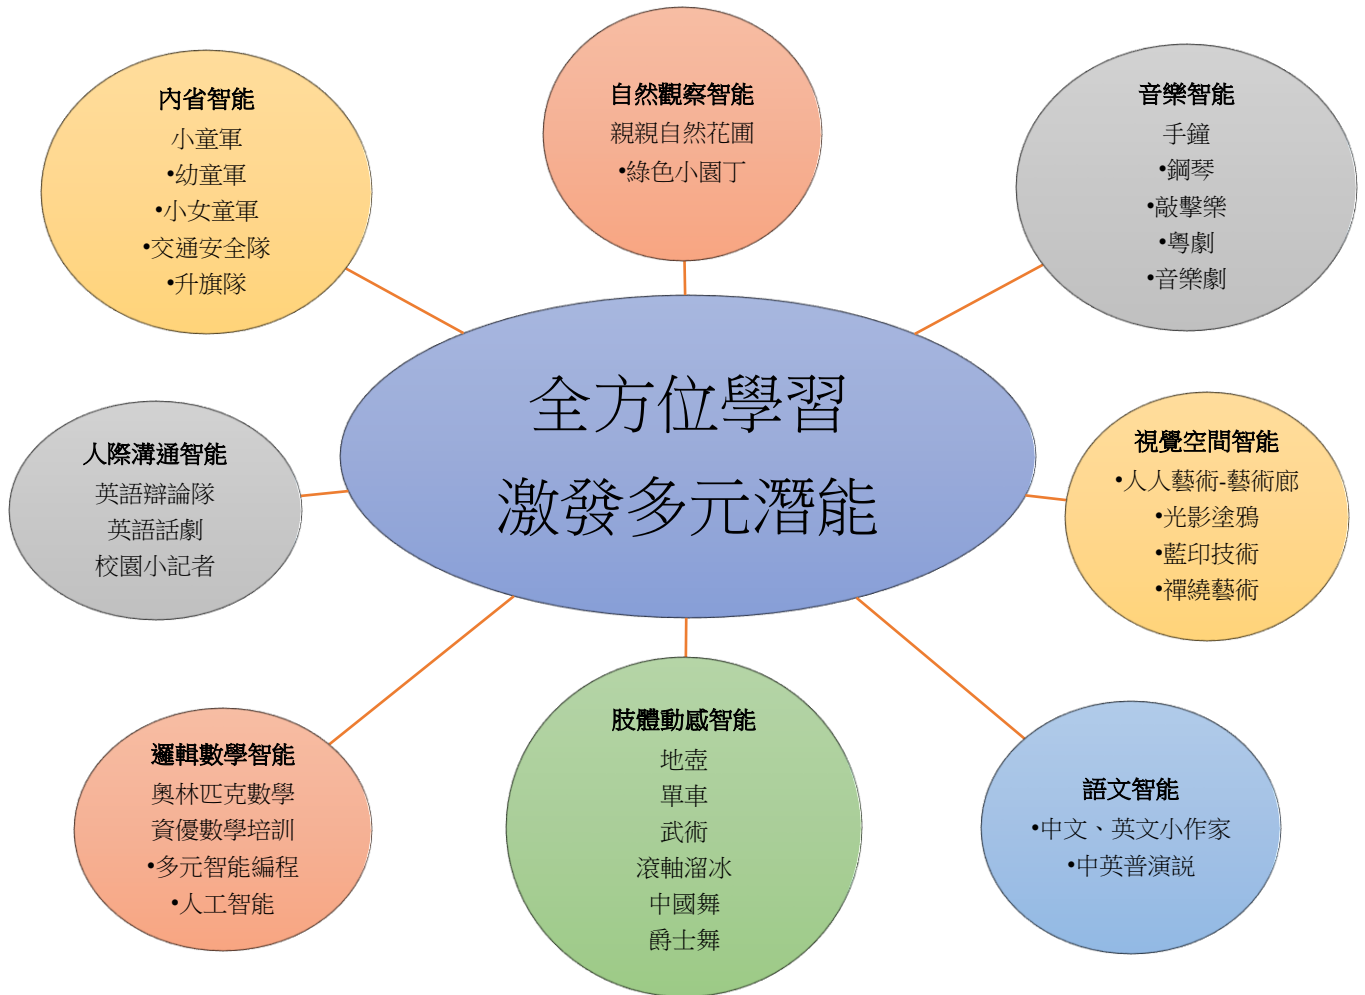 內省智能
小童軍
•幼童軍
•小女童軍
•交通安全隊
•升旗隊
自然觀察智能
親親自然花圃
•綠色小園丁
音樂智能
手鐘
•鋼琴
•敲擊樂
•粵劇
•音樂劇
全方位學習
激發多元潛能
人際溝通智能
英語辯論隊
英語話劇
校園小記者
視覺空間智能
•人人藝術-藝術廊
•光影塗鴉
•藍印技術
•禪繞藝術
邏輯數學智能
奧林匹克數學
資優數學培訓
•多元智能編程
•人工智能
肢體動感智能
地壺
單車
武術
滾軸溜冰
中國舞
爵士舞
語文智能
•中文、英文小作家
•中英普演説